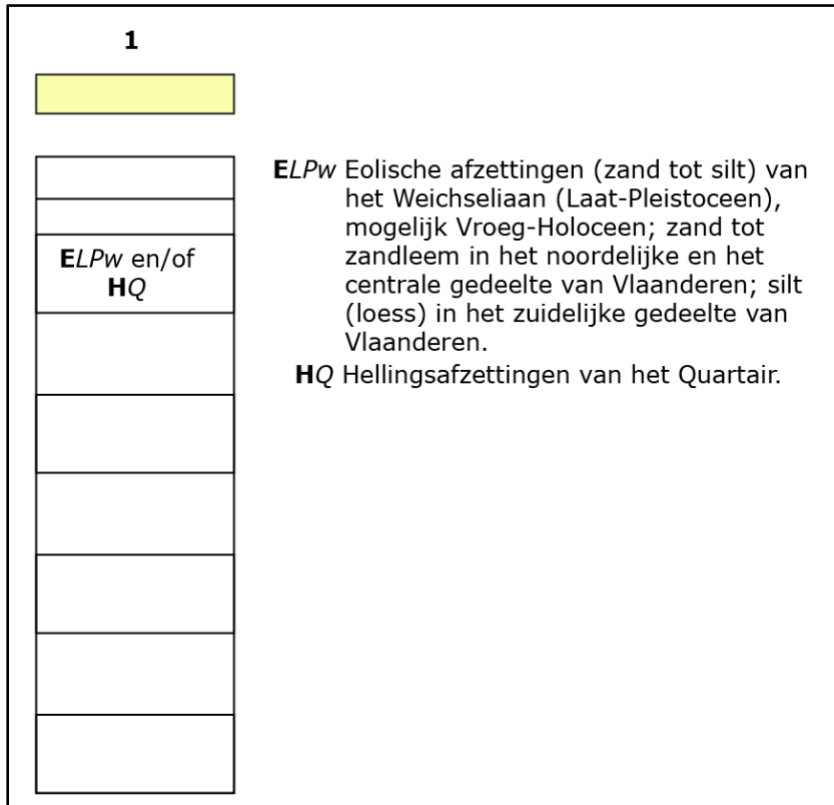 1
ELPw en/of
HQ
ELPw Eolische afzettingen (zand tot silt) van
het Weichseliaan (Laat-Pleistoceen),
mogelijk Vroeg-Holoceen; zand tot
zandleem in het noordelijke en het
centrale gedeelte van Vlaanderen; silt
(loess) in het zuidelijke gedeelte van
Vlaanderen.
HQ Hellingsafzettingen van het Quartair.